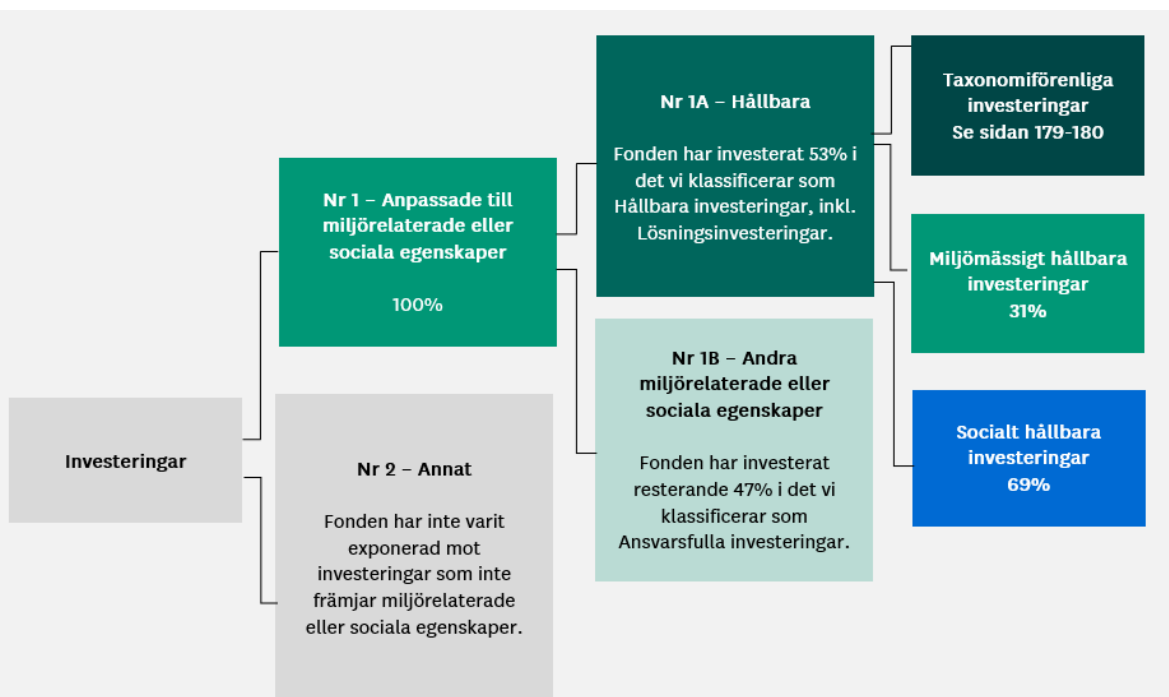 Investeringar
Nr 1 – Anpassade till
miljörelaterade eller
sociala egenskaper
100%
Nr 2 – Annat
Fonden har inte varit
exponerad mot
investeringar som inte
främjar miljörelaterade
eller sociala egenskaper.
Nr 1A – Hållbara
Fonden har investerat 53% i
det vi klassificerar som
Hållbara investeringar, inkl.
Lösningsinvesteringar.
Nr 1B – Andra
miljörelaterade eller
sociala egenskaper
Fonden har investerat
resterande 47% i det vi
klassificerar som
Ansvarsfulla investeringar.
Taxonomiförenliga
investeringar
Se sidan 179-180
Miljömässigt hållbara
investeringar
31%
Socialt hållbara
investeringar
69%